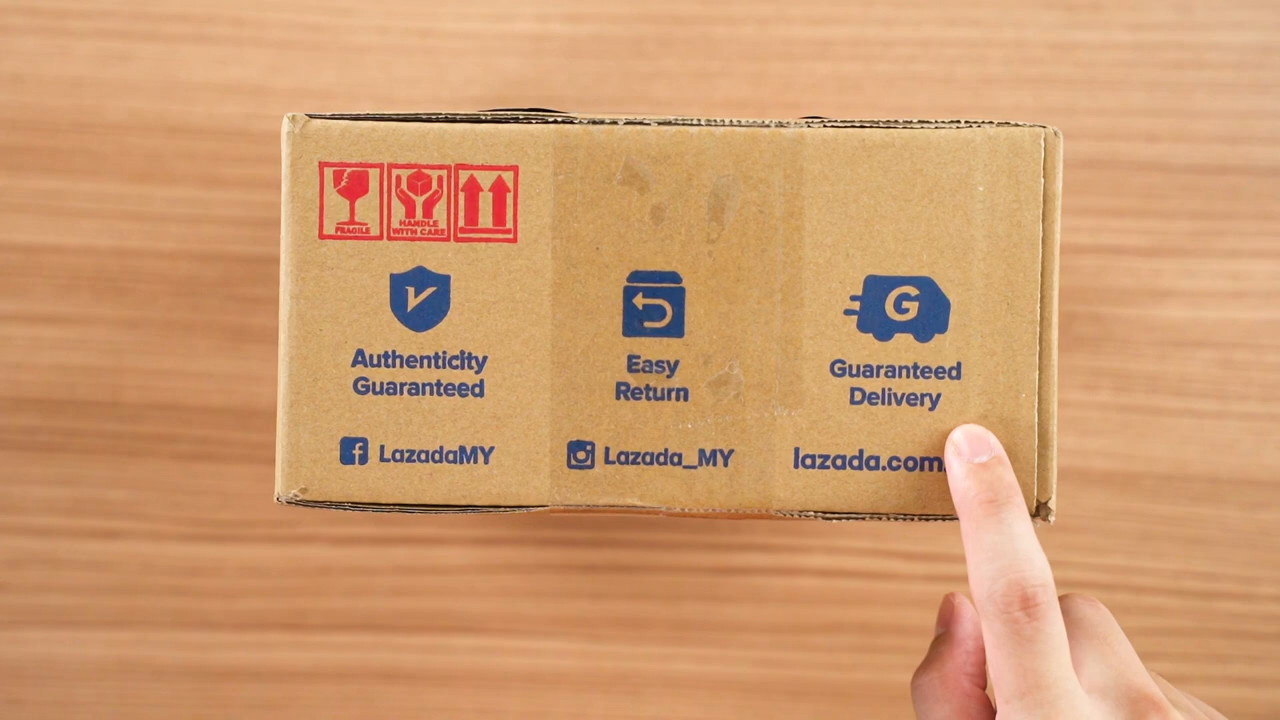 FRAGILE
HANDLE
WITH CARE
Authenticity
Guaranteed
Easy
Return
G
Guaranteed
Delivery
LazadaMY
Lazada_MY
lazada.com